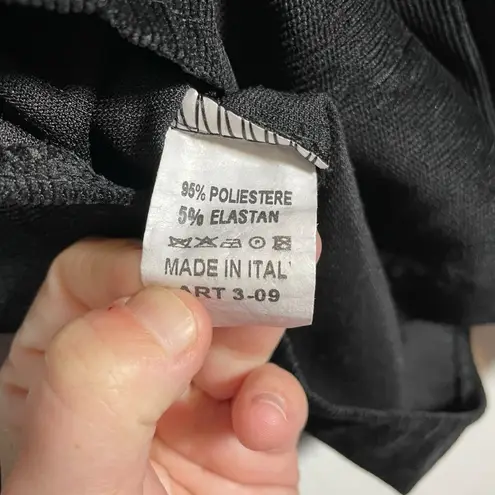 95% POLIESTERE
5% ELASTAN
MADE IN ITAL
ART 3-09